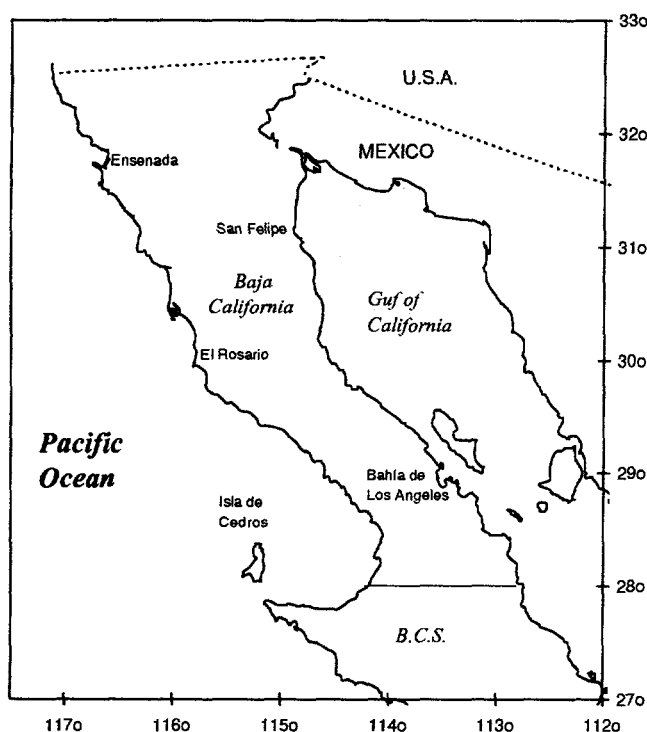 33o
U.S.A.
32o
MEXICO
Ensenada
San Felipe
31o
Baja
California
Guf of
California
El Rosario
30o
Pacific
Ocean
Bahía de
Los Angeles
29o
Isla de
Cedros
28o
B.C.S.
27o
117o 116o 115o 114o 113o 112o